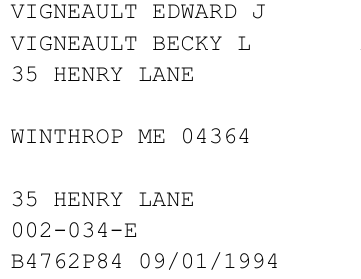 VIGNEAULT EDWARD J
VIGNEAULT BECKY L
35 HENRY LANE
WINTHROP ME 04364
35 HENRY LANE
002-034-E
B4762P84 09/01/1994